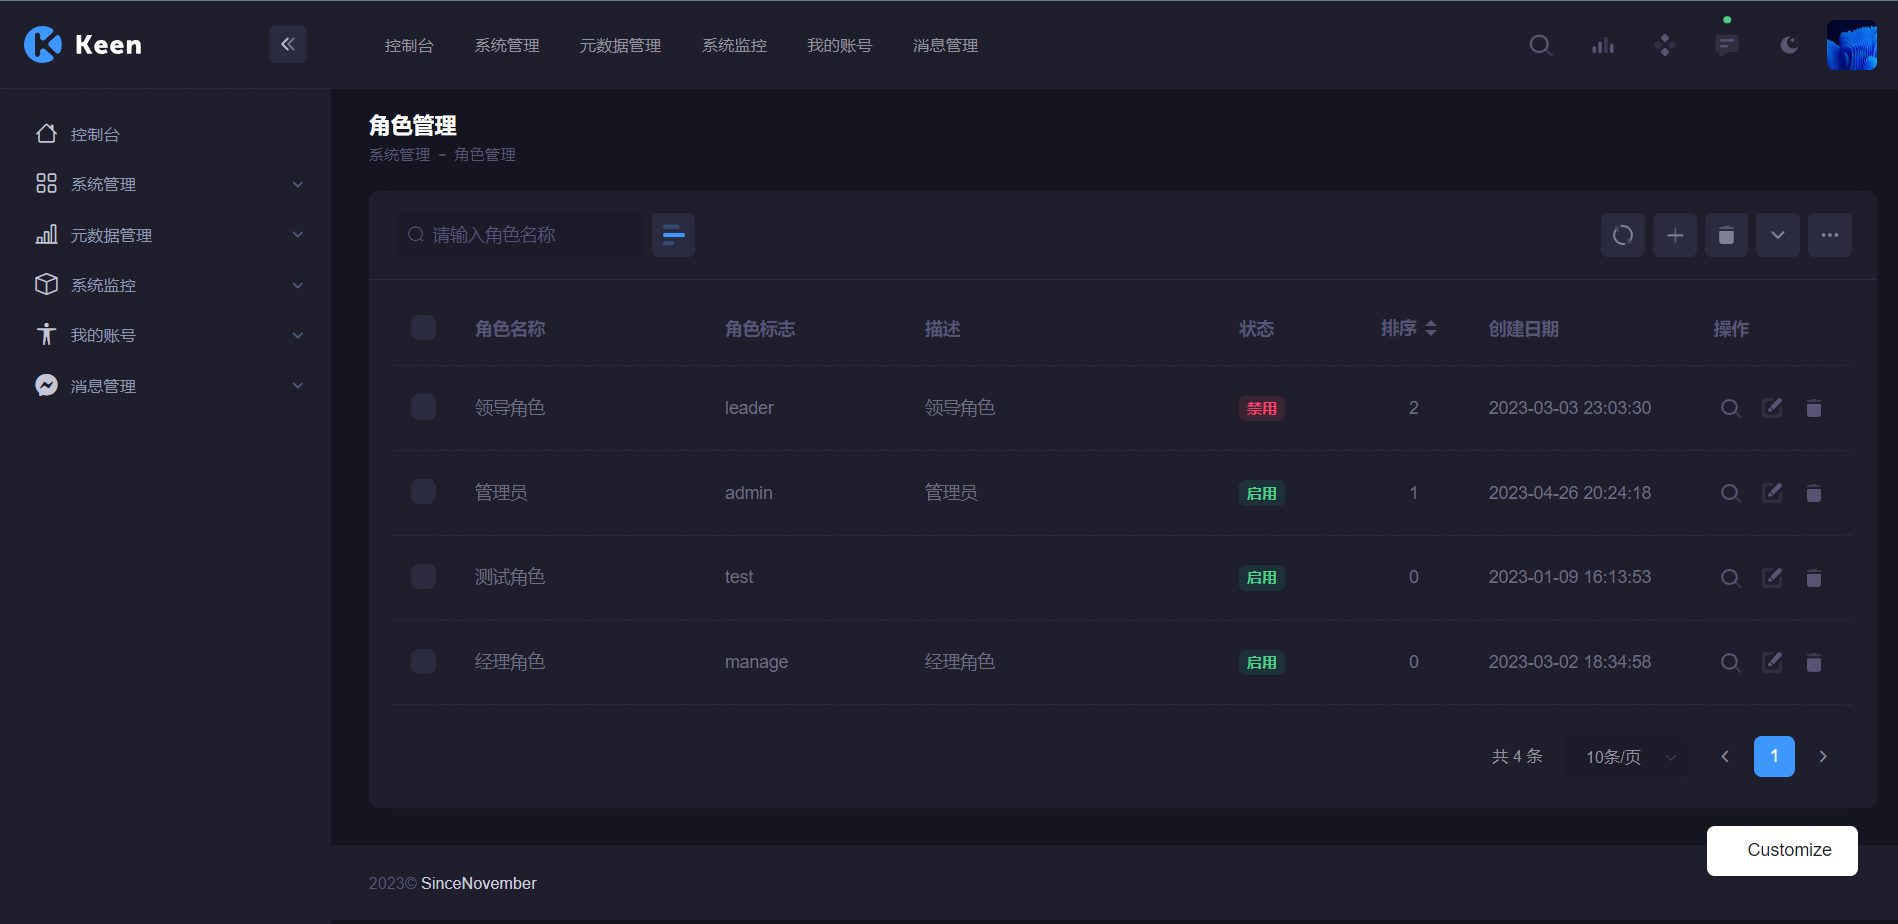 Keen
控制台 系统管理 元数据管理 系统监控 我的账号 消息管理
控制台
系统管理
元数据管理
系统监控
我的账号
消息管理
角色管理
系统管理 - 角色管理
请输入角色名称
角色名称 角色标志 描述 状态 排序 创建日期 操作
领导角色 leader 领导角色 禁用 2 2023-03-03 23:03:30
管理员 admin 管理员 启用 1 2023-04-26 20:24:18
测试角色 test 启用 0 2023-01-09 16:13:53
经理角色 manage 经理角色 启用 0 2023-03-02 18:34:58
共 4 条 10条/页 1
Customize
2023© SinceNovember